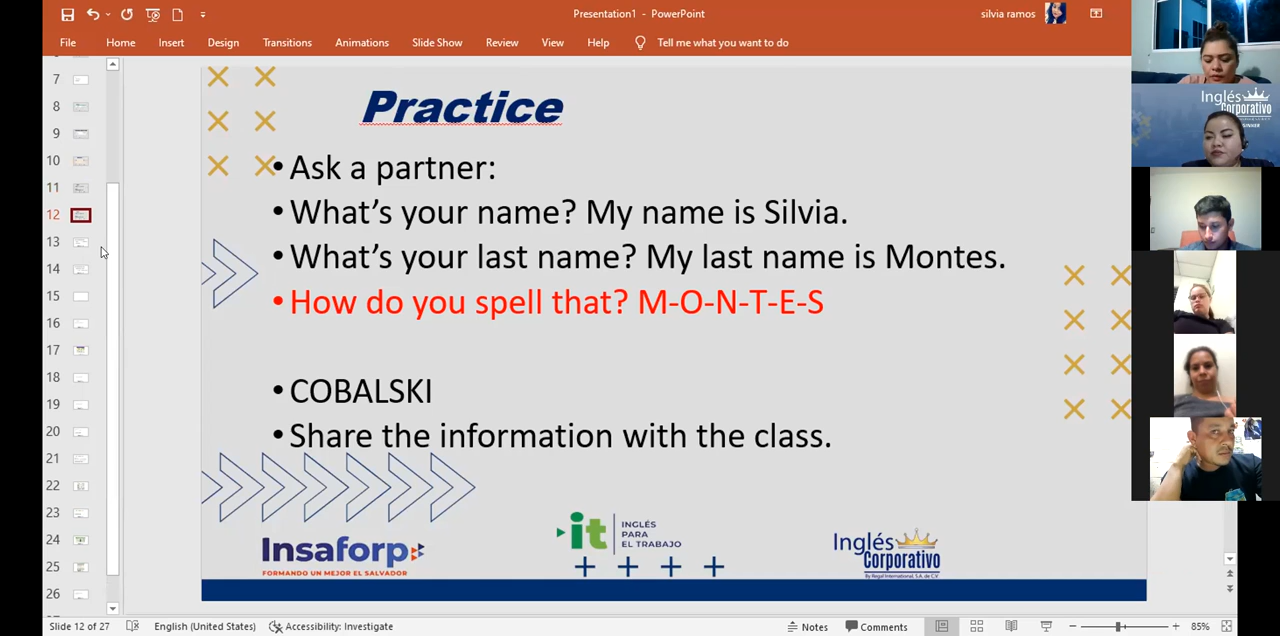 Presentation1 - PowerPoint
silvia ramos
File Home Insert Design Transitions Animations Slide Show Review View Help Tell me what you want to do
7
8
9
10
11
12
13
14
15
16
17
18
19
20
21
22
23
24
25
26
Practice
• Ask a partner:
• What’s your name? My name is Silvia.
• What’s your last name? My last name is Montes.
• How do you spell that? M-O-N-T-E-S
• COBALSKI
• Share the information with the class.
Insaforp
FORMANDO UN MEJOR EL SALVADOR
it
INGLÉS
PARA
EL TRABAJO
Inglés
Corporativo
By Regal International, S.A. de C.V
Inglés
Corporativo
Slide 12 of 27 English (United States) Accessibility: Investigate Notes Comments 85%